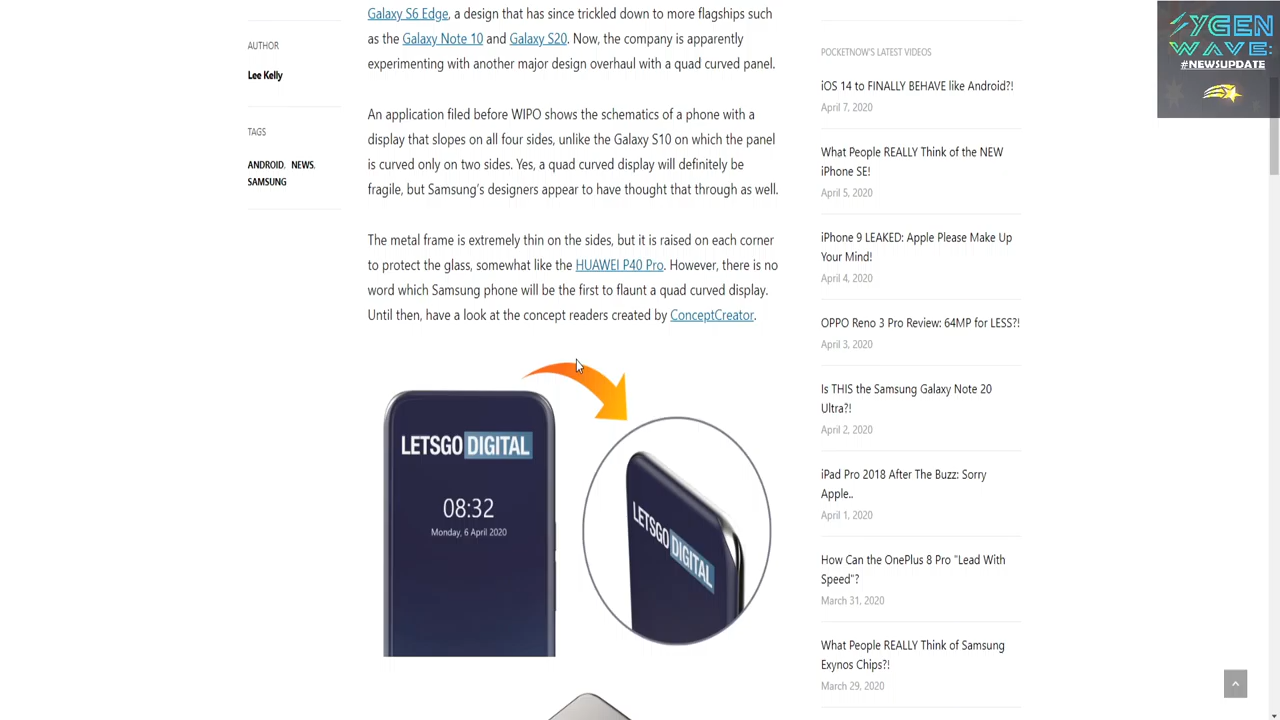 Galaxy S6 Edge, a design that has since trickled down to more flagships such
as the Galaxy Note 10 and Galaxy S20. Now, the company is apparently
experimenting with another major design overhaul with a quad curved panel.
An application filed before WIPO shows the schematics of a phone with a
display that slopes on all four sides, unlike the Galaxy S10 on which the panel
is curved only on two sides. Yes, a quad curved display will definitely be
fragile, but Samsung's designers appear to have thought that through as well.
The metal frame is extremely thin on the sides, but it is raised on each corner
to protect the glass, somewhat like the HUAWEI P40 Pro. However, there is no
word which Samsung phone will be the first to flaunt a quad curved display.
Until then, have a look at the concept readers created by ConceptCreator.
AUTHOR
Lee Kelly
TAGS
ANDROID, NEWS,
SAMSUNG
LETSGO DIGITAL
08:32
Monday, 6 April 2020
LETSGO DIGITAL
POCKETNOW'S LATEST VIDEOS
iOS 14 to FINALLY BEHAVE like Android?!
April 7, 2020
What People REALLY Think of the NEW
iPhone SE!
April 5, 2020
iPhone 9 LEAKED: Apple Please Make Up
Your Mind!
April 4, 2020
OPPO Reno 3 Pro Review: 64MP for LESS?!
April 3, 2020
Is THIS the Samsung Galaxy Note 20
Ultra?!
April 2, 2020
iPad Pro 2018 After The Buzz: Sorry
Apple..
April 1, 2020
How Can the OnePlus 8 Pro "Lead With
Speed"?
March 31, 2020
What People REALLY Think of Samsung
Exynos Chips?!
March 29, 2020
SYGEN
WAVE:
#NEWSUPDATE